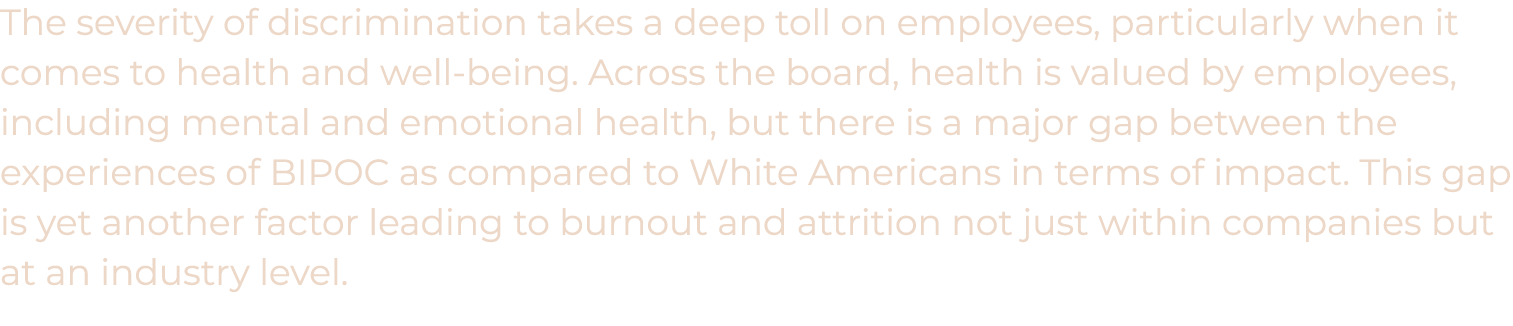 The severity of discrimination takes a deep toll on employees, particularly when it
comes to health and well-being. Across the board, health is valued by employees,
including mental and emotional health, but there is a major gap between the
experiences of BIPOC as compared to White Americans in terms of impact. This gap
is yet another factor leading to burnout and attrition not just within companies but
at an industry level.